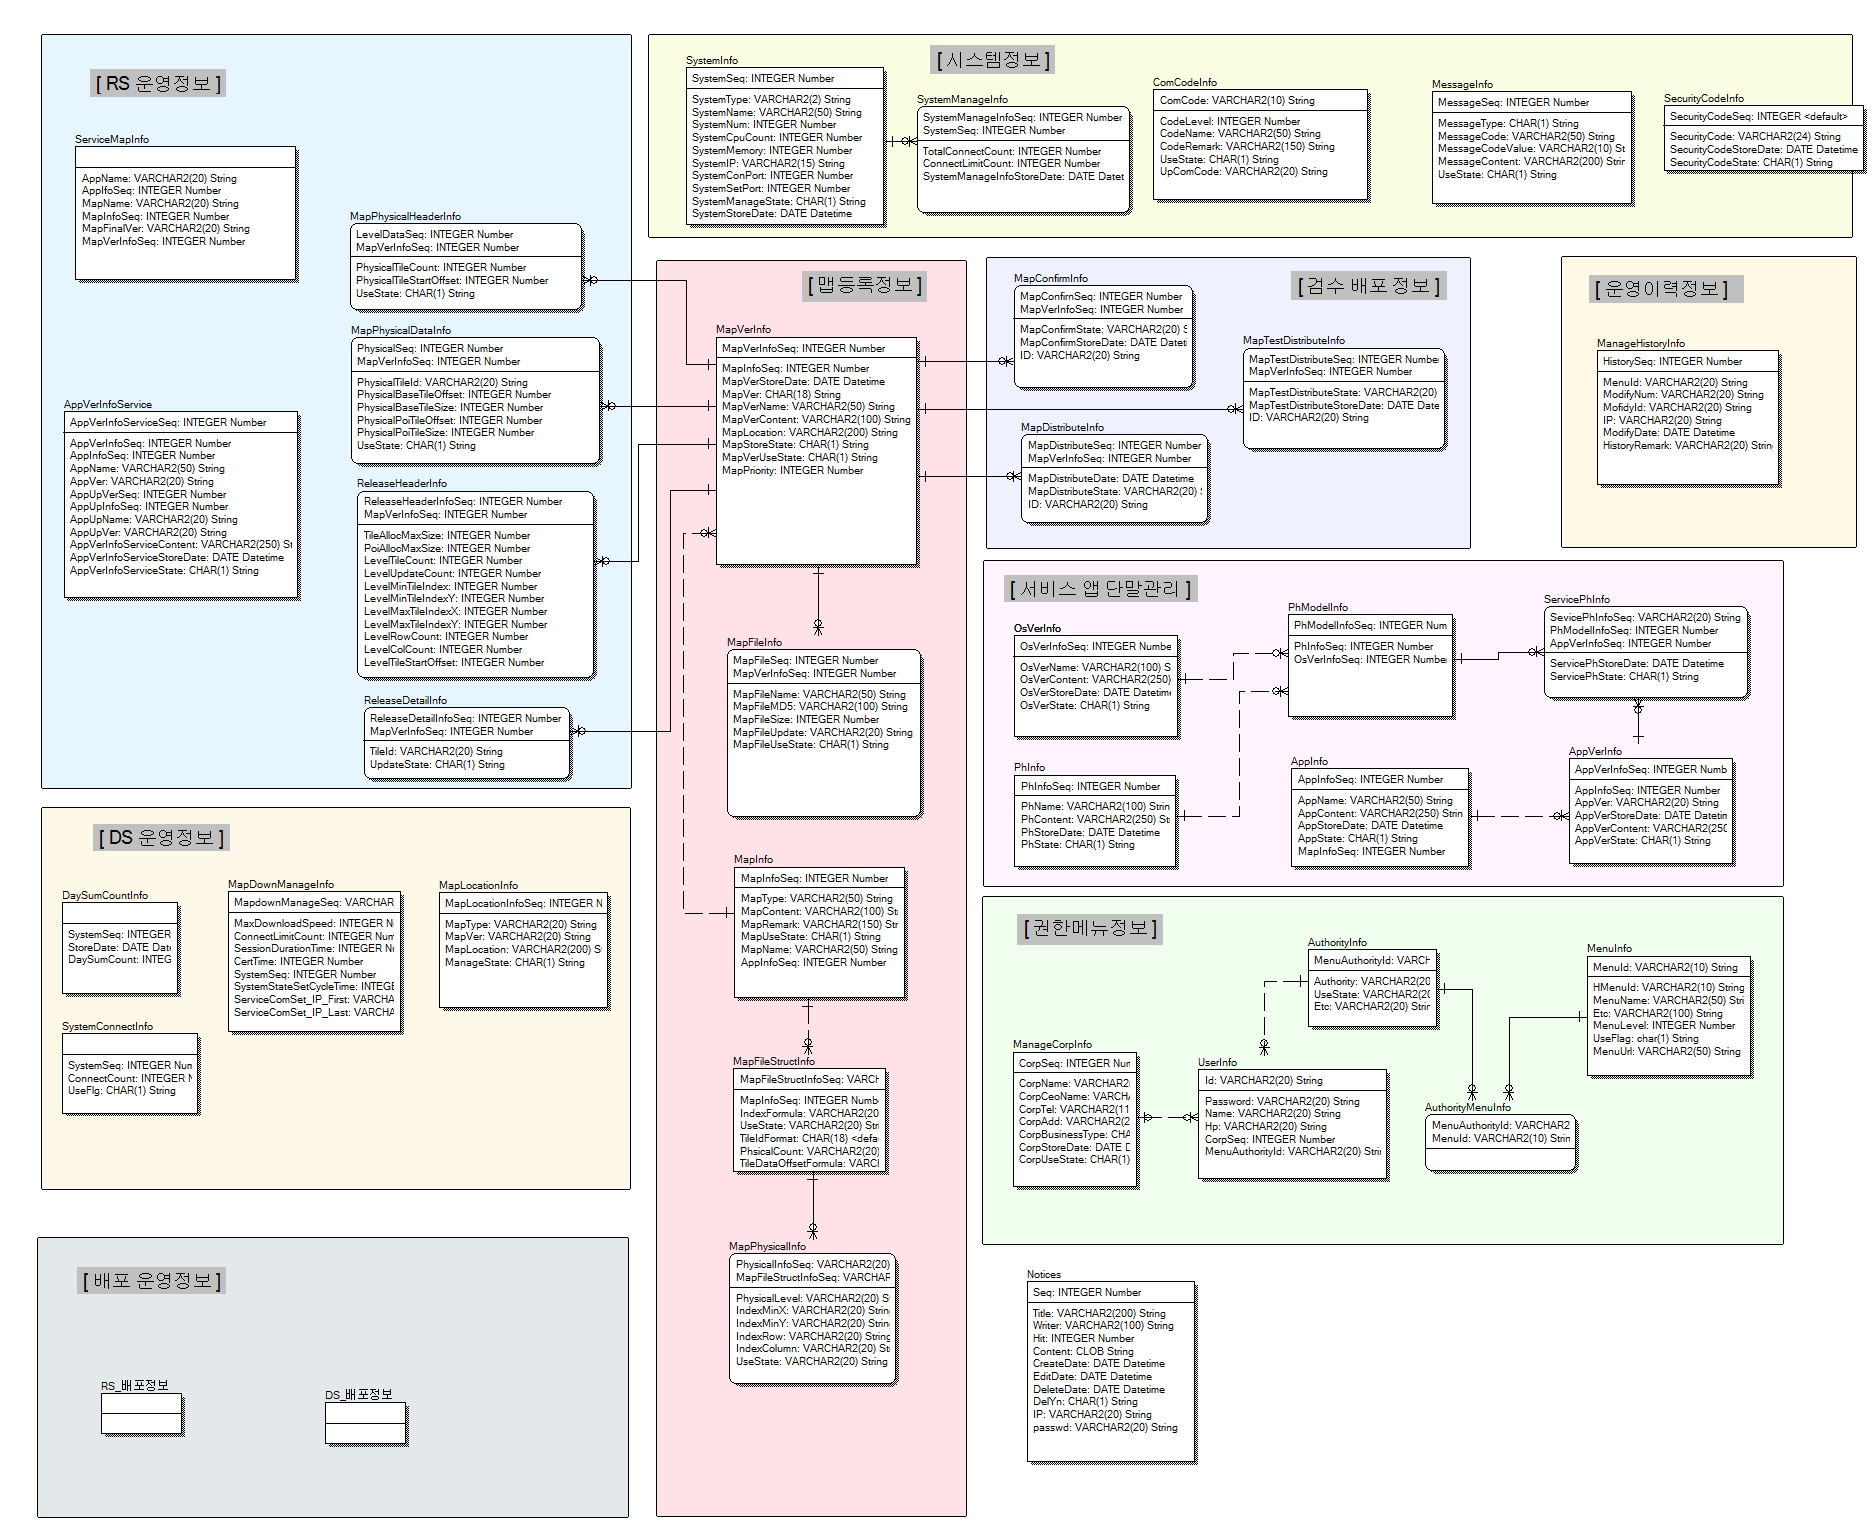 [ RS 운영정보 ]
ServiceMapInfo
AppName: VARCHAR2(20) String
AppIfoSeq: INTEGER Number
MapName: VARCHAR2(20) String
MapInfoSeq: INTEGER Number
MapFinalVer: VARCHAR2(20) String
MapVerInfoSeq: INTEGER Number
MapPhysicalHeaderInfo
LevelDataSeq: INTEGER Number
MapVerInfoSeq: INTEGER Number
PhysicalTileCount: INTEGER Number
PhysicalTileStartOffset: INTEGER Number
UseState: CHAR(1) String
MapPhysicalDataInfo
PhysicalSeq: INTEGER Number
MapVerInfoSeq: INTEGER Number
PhysicalTileId: VARCHAR2(20) String
PhysicalBaseTileOffset: INTEGER Number
PhysicalBaseTileSize: INTEGER Number
PhysicalPoiTileOffset: INTEGER Number
PhysicalPoiTileSize: INTEGER Number
UseState: CHAR(1) String
AppVerInfoService
AppVerInfoServiceSeq: INTEGER Number
AppVerInfoSeq: INTEGER Number
AppInfoSeq: INTEGER Number
AppName: VARCHAR2(50) String
AppVer: VARCHAR2(20) String
AppUpVerSeq: INTEGER Number
AppUpInfoSeq: INTEGER Number
AppUpName: VARCHAR2(20) String
AppUpVer: VARCHAR2(20) String
AppVerInfoServiceContent: VARCHAR2(250) St
AppVerInfoServiceStoreDate: DATE Datetime
AppVerInfoServiceState: CHAR(1) String
ReleaseHeaderInfo
ReleaseHeaderInfoSeq: INTEGER Number
MapVerInfoSeq: INTEGER Number
TileAllocMaxSize: INTEGER Number
PoiAllocMaxSize: INTEGER Number
LevelTileCount: INTEGER Number
LevelUpdateCount: INTEGER Number
LevelMinTileIndex: INTEGER Number
LevelMinTileIndexY: INTEGER Number
LevelMaxTileIndexX: INTEGER Number
LevelMaxTileIndexY: INTEGER Number
LevelRowCount: INTEGER Number
LevelColCount: INTEGER Number
LevelTileStartOffset: INTEGER Number
ReleaseDetailInfo
ReleaseDetailInfoSeq: INTEGER Number
MapVerInfoSeq: INTEGER Number
TileId: VARCHAR2(20) String
UpdateState: CHAR(1) String
[ 시스템정보 ]
SystemInfo
SystemSeq: INTEGER Number
SystemType: VARCHAR2(2) String
SystemName: VARCHAR2(50) String
SystemNum: INTEGER Number
SystemCpuCount: INTEGER Number
SystemMemory: INTEGER Number
SystemIP: VARCHAR2(15) String
SystemConPort: INTEGER Number
SystemSetPort: INTEGER Number
SystemManageState: CHAR(1) String
SystemStoreDate: DATE Datetime
SystemManageInfo
SystemManageInfoSeq: INTEGER Number
SystemSeq: INTEGER Number
TotalConnectCount: INTEGER Number
ConnectLimitCount: INTEGER Number
SystemManageInfoStoreDate: DATE Datet
ComCodeInfo
ComCode: VARCHAR2(10) String
CodeLevel: INTEGER Number
CodeName: VARCHAR2(50) String
CodeRemark: VARCHAR2(150) String
UseState: CHAR(1) String
UpComCode: VARCHAR2(20) String
MessageInfo
MessageSeq: INTEGER Number
MessageType: CHAR(1) String
MessageCode: VARCHAR2(50) String
MessageCodeValue: VARCHAR2(10) St
MessageContent: VARCHAR2(200) Strir
UseState: CHAR(1) String
SecurityCodeInfo
SecurityCodeSeq: INTEGER <default>
SecurityCode: VARCHAR2(24) String
SecurityCodeStoreDate: DATE Datetime
SecurityCodeState: CHAR(1) String
[ 맵등록정보 ]
MapVerInfo
MapVerInfoSeq: INTEGER Number
MapInfoSeq: INTEGER Number
MapVerStoreDate: DATE Datetime
MapVer: CHAR(18) String
MapVerName: VARCHAR2(50) String
MapVerContent: VARCHAR2(100) String
MapLocation: VARCHAR2(200) String
MapStoreState: CHAR(1) String
MapVerUseState: CHAR(1) String
MapPriority: INTEGER Number
MapFileInfo
MapFileSeq: INTEGER Number
MapVerInfoSeq: INTEGER Number
MapFileName: VARCHAR2(50) String
MapFileMD5: VARCHAR2(100) String
MapFileSize: INTEGER Number
MapFileUpdate: VARCHAR2(20) String
MapFileUseState: CHAR(1) String
MapInfo
MapInfoSeq: INTEGER Number
MapType: VARCHAR2(50) String
MapContent: VARCHAR2(100) St
MapRemark: VARCHAR2(150) Str
MapUseState: CHAR(1) String
MapName: VARCHAR2(50) String
AppInfoSeq: INTEGER Number
MapFileStructInfo
MapFileStructInfoSeq: VARCH
MapInfoSeq: INTEGER Numb
IndexFormula: VARCHAR2(20
UseState: VARCHAR2(20) Stri
TileIdFormat: CHAR(18) <defau
PhsicalCount: VARCHAR2(20)
TileDataOffsetFormula: VARCI
MapPhysicalInfo
PhysicalInfoSeq: VARCHAR2(20)
MapFileStructInfoSeq: VARCHAR
PhysicalLevel: VARCHAR2(20) S
IndexMinX: VARCHAR2(20) Strin
IndexMinY: VARCHAR2(20) Strin
IndexRow: VARCHAR2(20) String
IndexColumn: VARCHAR2(20) St
UseState: VARCHAR2(20) String
[ 검수 배포 정보 ]
MapConfirmInfo
MapConfirnSeq: INTEGER Number
MapVerInfoSeq: INTEGER Number
MapConfirmState: VARCHAR2(20) S
MapConfirmStoreDate: DATE Dateti
ID: VARCHAR2(20) String
MapTestDistributeInfo
MapTestDistributeSeq: INTEGER Numbe
MapVerInfoSeq: INTEGER Number
MapTestDistributeState: VARCHAR2(20)
MapTestDistributeStoreDate: DATE Date
ID: VARCHAR2(20) String
MapDistributeInfo
MapDistributeSeq: INTEGER Number
MapVerInfoSeq: INTEGER Number
MapDistributeDate: DATE Datetime
MapDistributeState: VARCHAR2(20) S
ID: VARCHAR2(20) String
[ 운영이력정보 ]
ManageHistoryInfo
HistorySeq: INTEGER Number
MenuId: VARCHAR2(20) String
ModifyNum: VARCHAR2(20) String
MofidyId: VARCHAR2(20) String
IP: VARCHAR2(20) String
ModifyDate: DATE Datetime
HistoryRemark: VARCHAR2(20) Strin
[ 서비스 앱 단말관리 ]
OsVerInfo
OsVerInfoSeq: INTEGER Numbe
OsVerName: VARCHAR2(100) S
OsVerContent: VARCHAR2(250)
OsVerStoreDate: DATE Datetime
OsVerState: CHAR(1) String
PhModelInfo
PhModelInfoSeq: INTEGER Num
PhInfoSeq: INTEGER Number
OsVerInfoSeq: INTEGER Numbe
ServicePhInfo
SevicePhInfoSeq: VARCHAR2(20) String
PhModelInfoSeq: INTEGER Number
AppVerInfoSeq: INTEGER Number
ServicePhStoreDate: DATE Datetime
ServicePhState: CHAR(1) String
PhInfo
PhInfoSeq: INTEGER Number
PhName: VARCHAR2(100) Strin
PhContent: VARCHAR2(250) St
PhStoreDate: DATE Datetime
PhState: CHAR(1) String
AppInfo
AppInfoSeq: INTEGER Number
AppName: VARCHAR2(50) String
AppContent: VARCHAR2(250) Strin
AppStoreDate: DATE Datetime
AppState: CHAR(1) String
MapInfoSeq: INTEGER Number
AppVerInfo
AppVerInfoSeq: INTEGER Numb
AppInfoSeq: INTEGER Number
AppVer: VARCHAR2(20) String
AppVerStoreDate: DATE Datetin
AppVerContent: VARCHAR2(250
AppVerState: CHAR(1) String
[ DS 운영정보 ]
DaySumCountInfo
SystemSeq: INTEGER
StoreDate: DATE Date
DaySumCount: INTEG
MapDownManageInfo
MapdownManageSeq: VARCHAR
MaxDownloadSpeed: INTEGER N
ConnectLimitCount: INTEGER Num
SessionDurationTime: INTEGER Nu
CertTime: INTEGER Number
SystemSeq: INTEGER Number
SystemStateSetCycleTime: INTEGE
ServiceComSet_IP_First: VARCHA
ServiceComSet_IP_Last: VARCHA
MapLocationInfo
MapLocationInfoSeq: INTEGER N
MapType: VARCHAR2(20) String
MapVer: VARCHAR2(20) String
MapLocation: VARCHAR2(200) S
ManageState: CHAR(1) String
SystemConnectInfo
SystemSeq: INTEGER Num
ConnectCount: INTEGER N
UseFlg: CHAR(1) String
[ 권한메뉴정보 ]
AuthorityInfo
MenuAuthorityId: VARCH
Authority: VARCHAR2(20
UseState: VARCHAR2(20
Etc: VARCHAR2(20) Strin
MenuInfo
MenuId: VARCHAR2(10) String
HMenuId: VARCHAR2(10) String
MenuName: VARCHAR2(50) Stri
Etc: VARCHAR2(100) String
MenuLevel: INTEGER Number
UseFlag: char(1) String
MenuUrl: VARCHAR2(50) String
ManageCorpInfo
CorpSeq: INTEGER Nun
CorpName: VARCHAR2(
CorpCeoName: VARCHA
CorpTel: VARCHAR2(11
CorpAdd: VARCHAR2(2
CorpBusinessType: CHA
CorpStoreDate: DATE D
CorpUseState: CHAR(1)
UserInfo
Id: VARCHAR2(20) String
Password: VARCHAR2(20) String
Name: VARCHAR2(20) String
Hp: VARCHAR2(20) String
CorpSeq: INTEGER Number
MenuAuthorityId: VARCHAR2(20) Strin
AuthorityMenuInfo
MenuAuthorityId: VARCHAR2
MenuId: VARCHAR2(10) Strin
[ 배포 운영정보 ]
RS_배포정보
DS_배포정보
Notices
Seq: INTEGER Number
Title: VARCHAR2(200) String
Writer: VARCHAR2(100) String
Hit: INTEGER Number
Content: CLOB String
CreateDate: DATE Datetime
EditDate: DATE Datetime
DeleteDate: DATE Datetime
DelYn: CHAR(1) String
IP: VARCHAR2(20) String
passwd: VARCHAR2(20) String